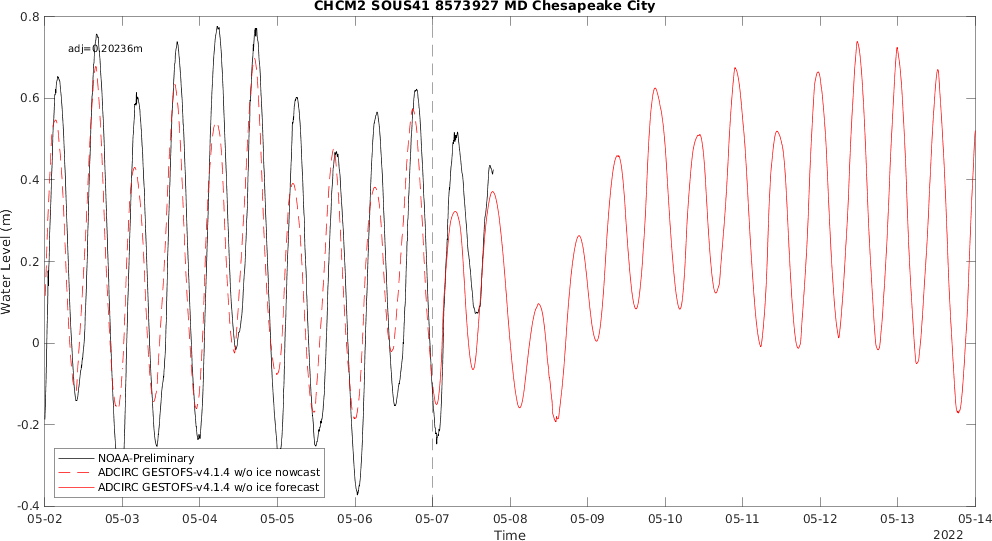 CHCM2 SOUS41 8573927 MD Chesapeake City
adj=0.20236m
Water Level (m)
0.8
0.6
0.4
0.2
0
-0.2
-0.4
NOAA-Preliminary
ADCIRC GESTOFS-v4.1.4 w/o ice nowcast
ADCIRC GESTOFS-v4.1.4 w/o ice forecast
05-02 05-03 05-04 05-05 05-06 05-07 05-08 05-09 05-10 05-11 05-12 05-13 05-14
Time
2022